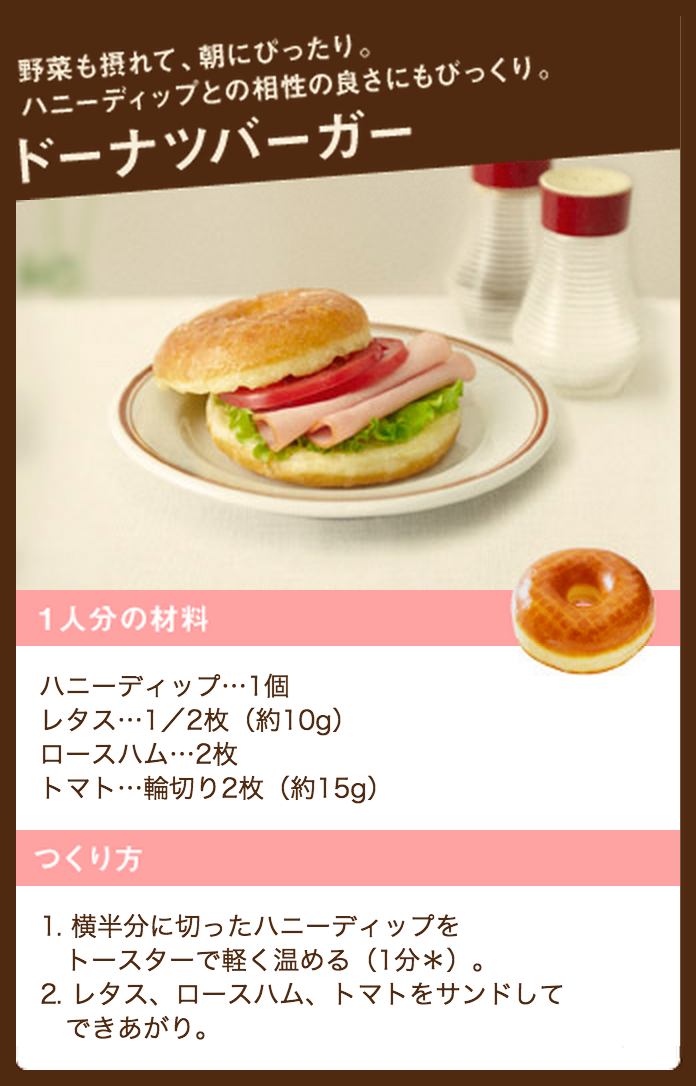 野菜も摂れて、朝にぴったり。
ハニーディップとの相性の良さにもびっくり。
ドーナツバーガー
1人分の材料
ハニーディップ…1個
レタス…1／2枚（約10g）
ロースハム…2枚
トマト…輪切り2枚（約15g）
つくり方
1. 横半分に切ったハニーディップを
トースターで軽く温める（1分＊）。
2. レタス、ロースハム、トマトをサンドして
できあがり。